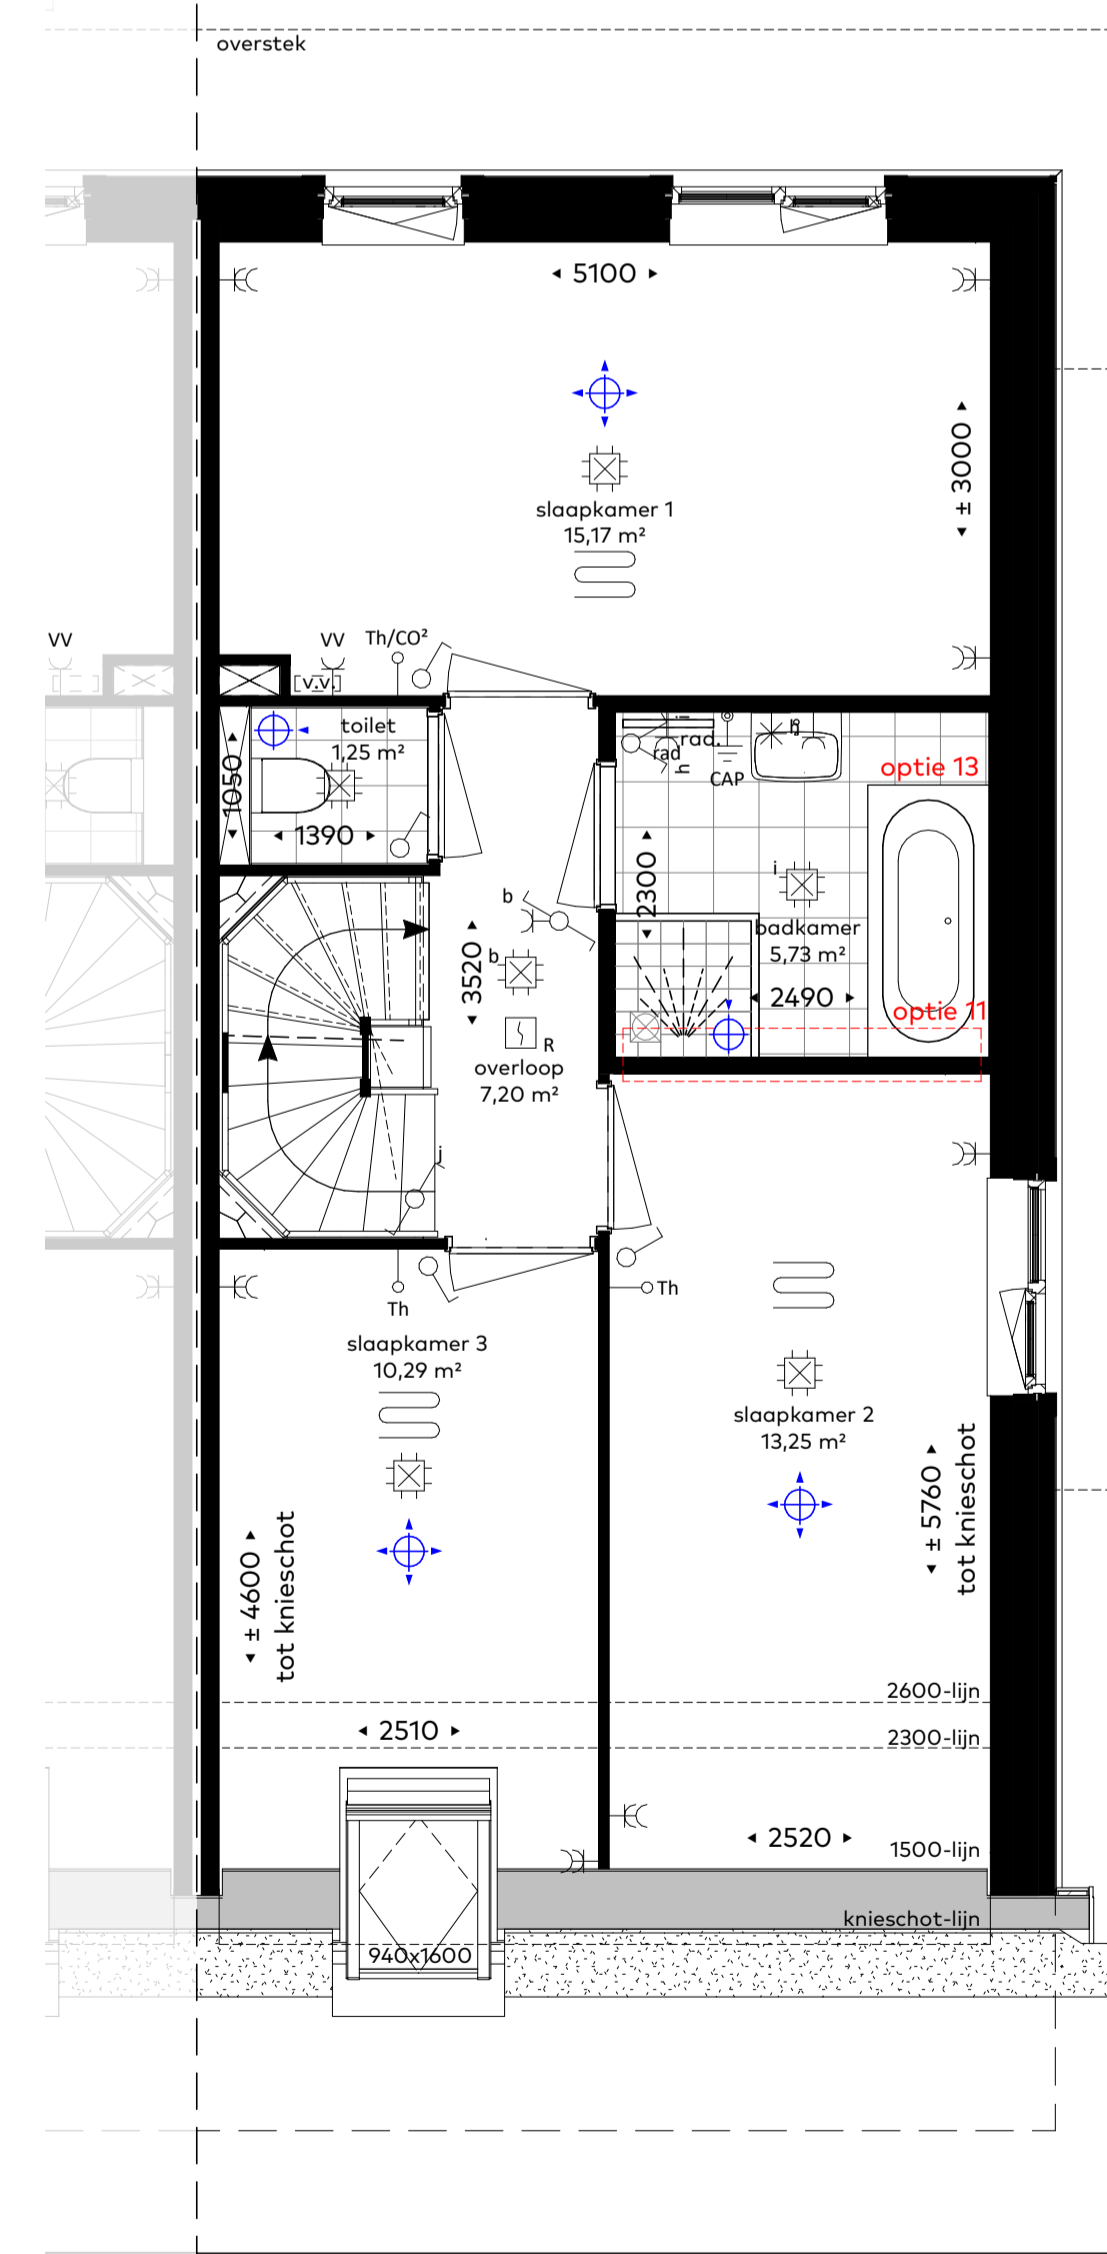 overstek
5100
± 3000
slaapkamer 1
15,17 m²
VV
VV
Th/CO²
v.v.
toilet
1,25 m²
1050
1390
rad.
rad
h
CAP
optie 13
i
2300
badkamer
5,73 m²
2490
optie 11
b
b
3520
R
overloop
7,20 m²
j
Th
Th
slaapkamer 3
10,29 m²
slaapkamer 2
13,25 m²
± 4600
tot knieschot
± 5760
tot knieschot
2600-lijn
2510
2300-lijn
2520
1500-lijn
knieschot-lijn
940x1600